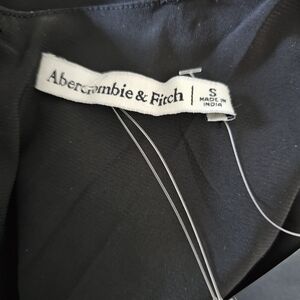 Abercrombie & Fitch
S
MADE IN
INDIA